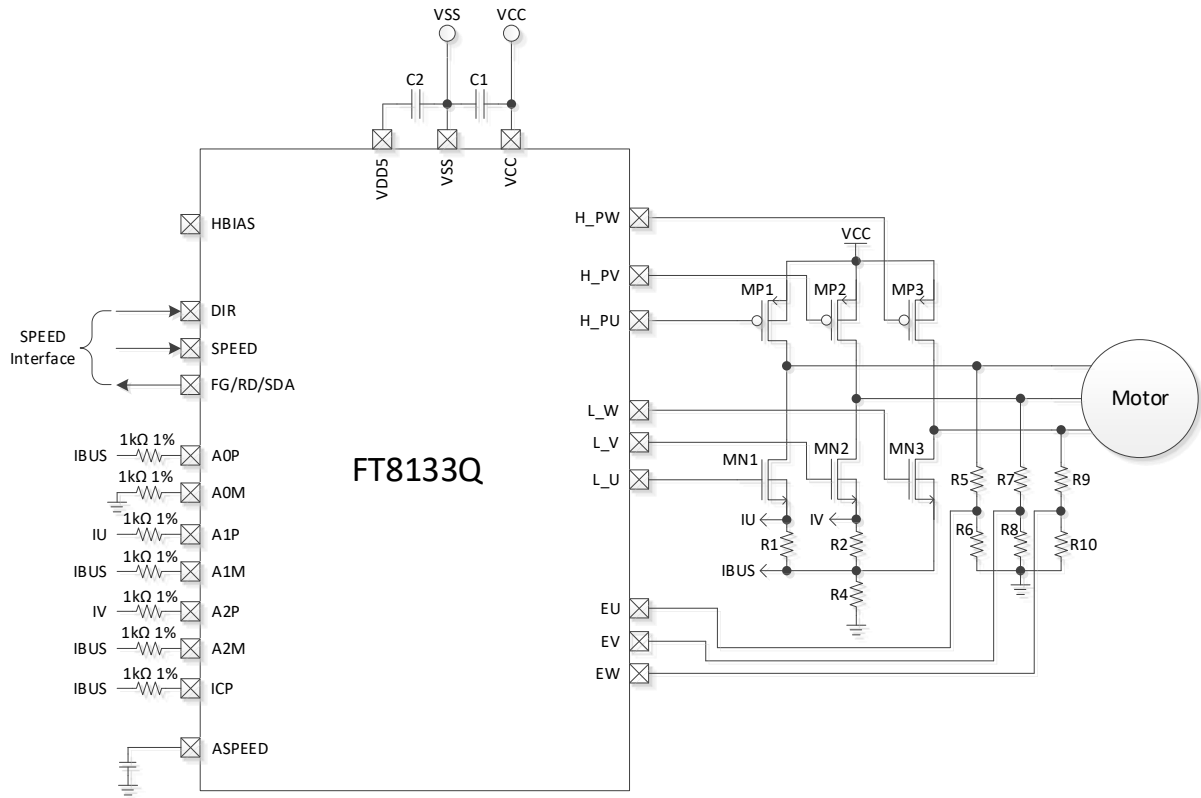 VSS
VCC
C2
C1
VDD5
VSS
VCC
HBIAS
DIR
SPEED
FG/RD/SDA
SPEED
Interface
IBUS
1kΩ 1%
A0P
1kΩ 1%
A0M
IU
1kΩ 1%
A1P
IBUS
1kΩ 1%
A1M
IV
1kΩ 1%
A2P
IBUS
1kΩ 1%
A2M
IBUS
1kΩ 1%
ICP
ASPEED
FT8133Q
H_PW
H_PV
H_PU
L_W
L_V
L_U
EU
EV
EW
VCC
MP1
MP2
MP3
MN1
MN2
MN3
IU
IV
R1
R2
IBUS
R4
R5
R7
R9
R6
R8
R10
Motor